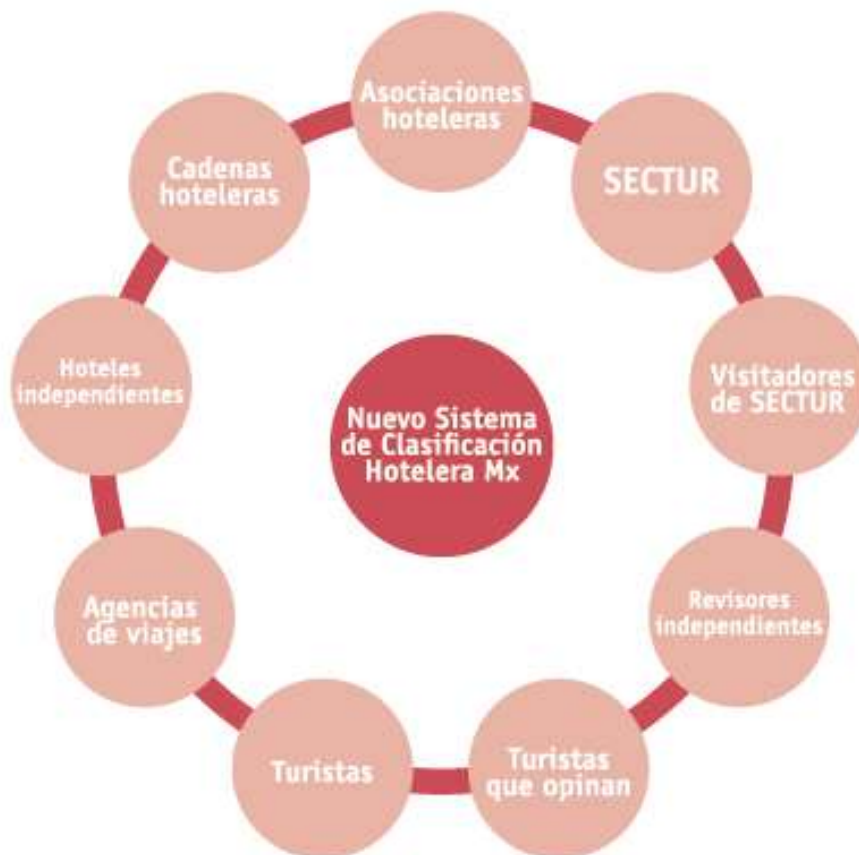 Asociaciones
hoteleras
SECTUR
Visitadores
de SECTUR
Revisores
independientes
Turistas
que opinan
Turistas
Agencias
de viajes
Hoteles
independientes
Cadenas
hoteleras
Nuevo Sistema
de Clasificación
Hotelera Mx